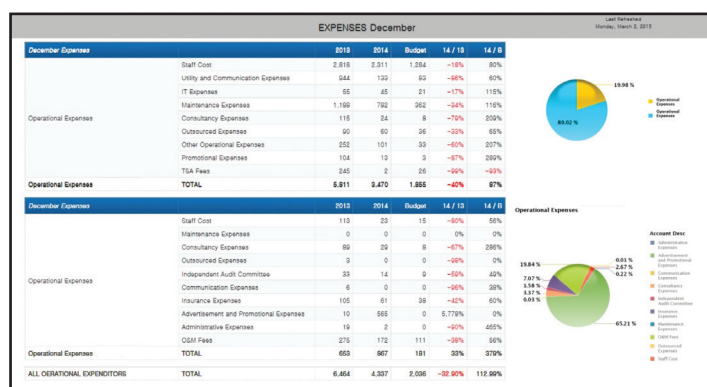 EXPENSES December
Last Refreshed
Monday, March 2, 2015
December Expenses 2013 2014 Budget 14 / 13 14 / B
Staff Cost 2,818 2,311 1,284 -18% 80%
Utility and Communication Expenses 944 133 83 -86% 60%
IT Expenses 55 45 21 -17% 115%
Maintenance Expenses 1,188 782 362 -34% 116%
Operational Expenses Consultancy Expenses 115 24 8 -79% 209%
Outsourced Expenses 90 60 36 -33% 65%
Other Operational Expenses 252 101 33 -60% 207%
Promotional Expenses 104 13 3 -87% 289%
TSA Fees 245 2 26 -99% -93%
Operational Expenses TOTAL 5,811 3,470 1,855 -40% 87%
19.98 %
80.02 %
Operational Expenses
Operational Expenses
December Expenses 2013 2014 Budget 14 / 13 14 / B
Staff Cost 113 23 15 -80% 56%
Maintenance Expenses 0 0 0 0% 0%
Consultancy Expenses 89 29 8 -67% 286%
Outsourced Expenses 3 0 0 -98% 0%
Operational Expenses Independent Audit Committee 33 14 9 -59% 49%
Communication Expenses 6 0 0 -96% 38%
Insurance Expenses 105 61 38 -42% 60%
Advertisement and Promotional Expenses 10 565 0 5,778% 0%
Administrative Expenses 19 2 0 -90% 465%
O&M Fees 275 172 111 -38% 56%
Operational Expenses TOTAL 653 867 181 33% 379%
ALL OERATIONAL EXPENDITORS TOTAL 6,464 4,337 2,036 -32.90% 112.99%
Operational Expenses
19.84 %
7.07 %
1.58 %
3.37 %
0.03 %
0.01 %
2.67 %
0.22 %
65.21 %
Account Desc
Administrative Expenses
Advertisement and Promotional Expenses
Communication Expenses
Consultancy Expenses
Independent Audit Committee
Insurance Expenses
Maintenance Expenses
O&M Fees
Outsourced Expenses
Staff Cost